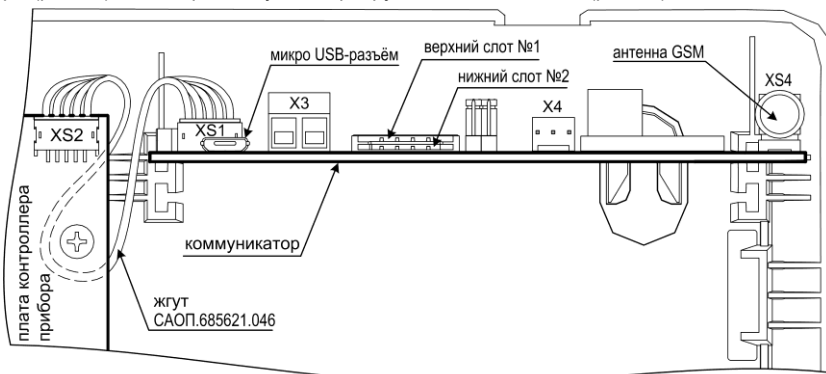 верхний слот №1
антенна GSM
микро USB-разъём
нижний слот №2
XS4
X3
X4
XS2
XS1
коммуникатор
плата контроллера
прибора
жгут
САОП.685621.046